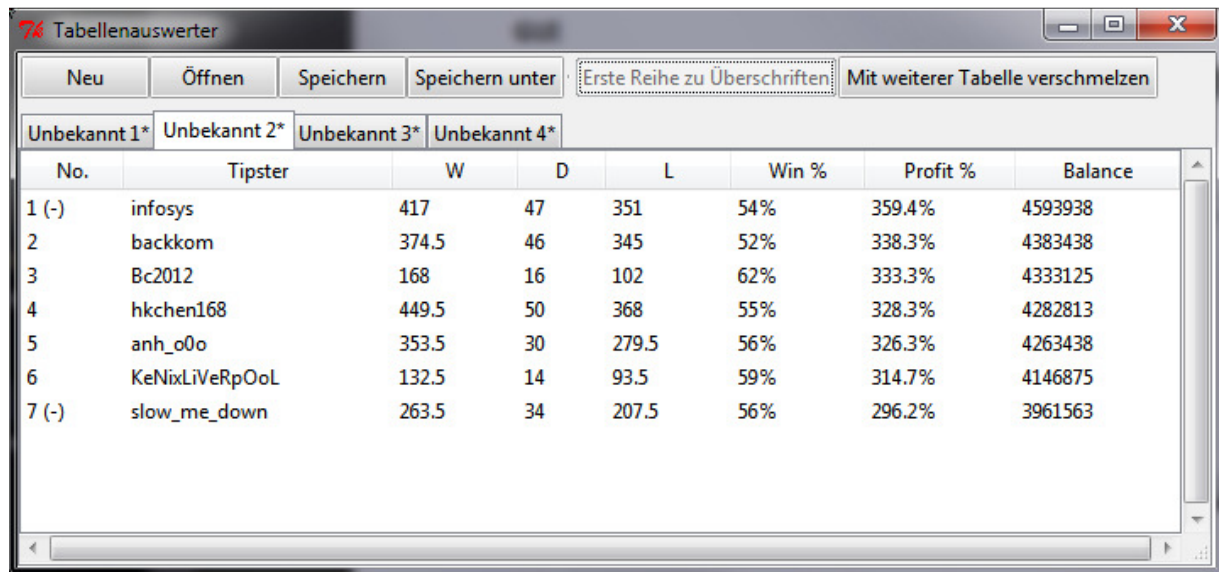 Tabellenauswerter
Neu Öffnen Speichern Speichern unter Erste Reihe zu Überschriften Mit weiterer Tabelle verschmelzen
Unbekannt 1* Unbekannt 2* Unbekannt 3* Unbekannt 4*
No. Tipster W D L Win % Profit % Balance
1 (-) infosys 417 47 351 54% 359.4% 4593938
2 backkom 374.5 46 345 52% 338.3% 4383438
3 Bc2012 168 16 102 62% 333.3% 4333125
4 hkchen168 449.5 50 368 55% 328.3% 4282813
5 anh_o0o 353.5 30 279.5 56% 326.3% 4263438
6 KeNixLiVeRpOoL 132.5 14 93.5 59% 314.7% 4146875
7 (-) slow_me_down 263.5 34 207.5 56% 296.2% 3961563